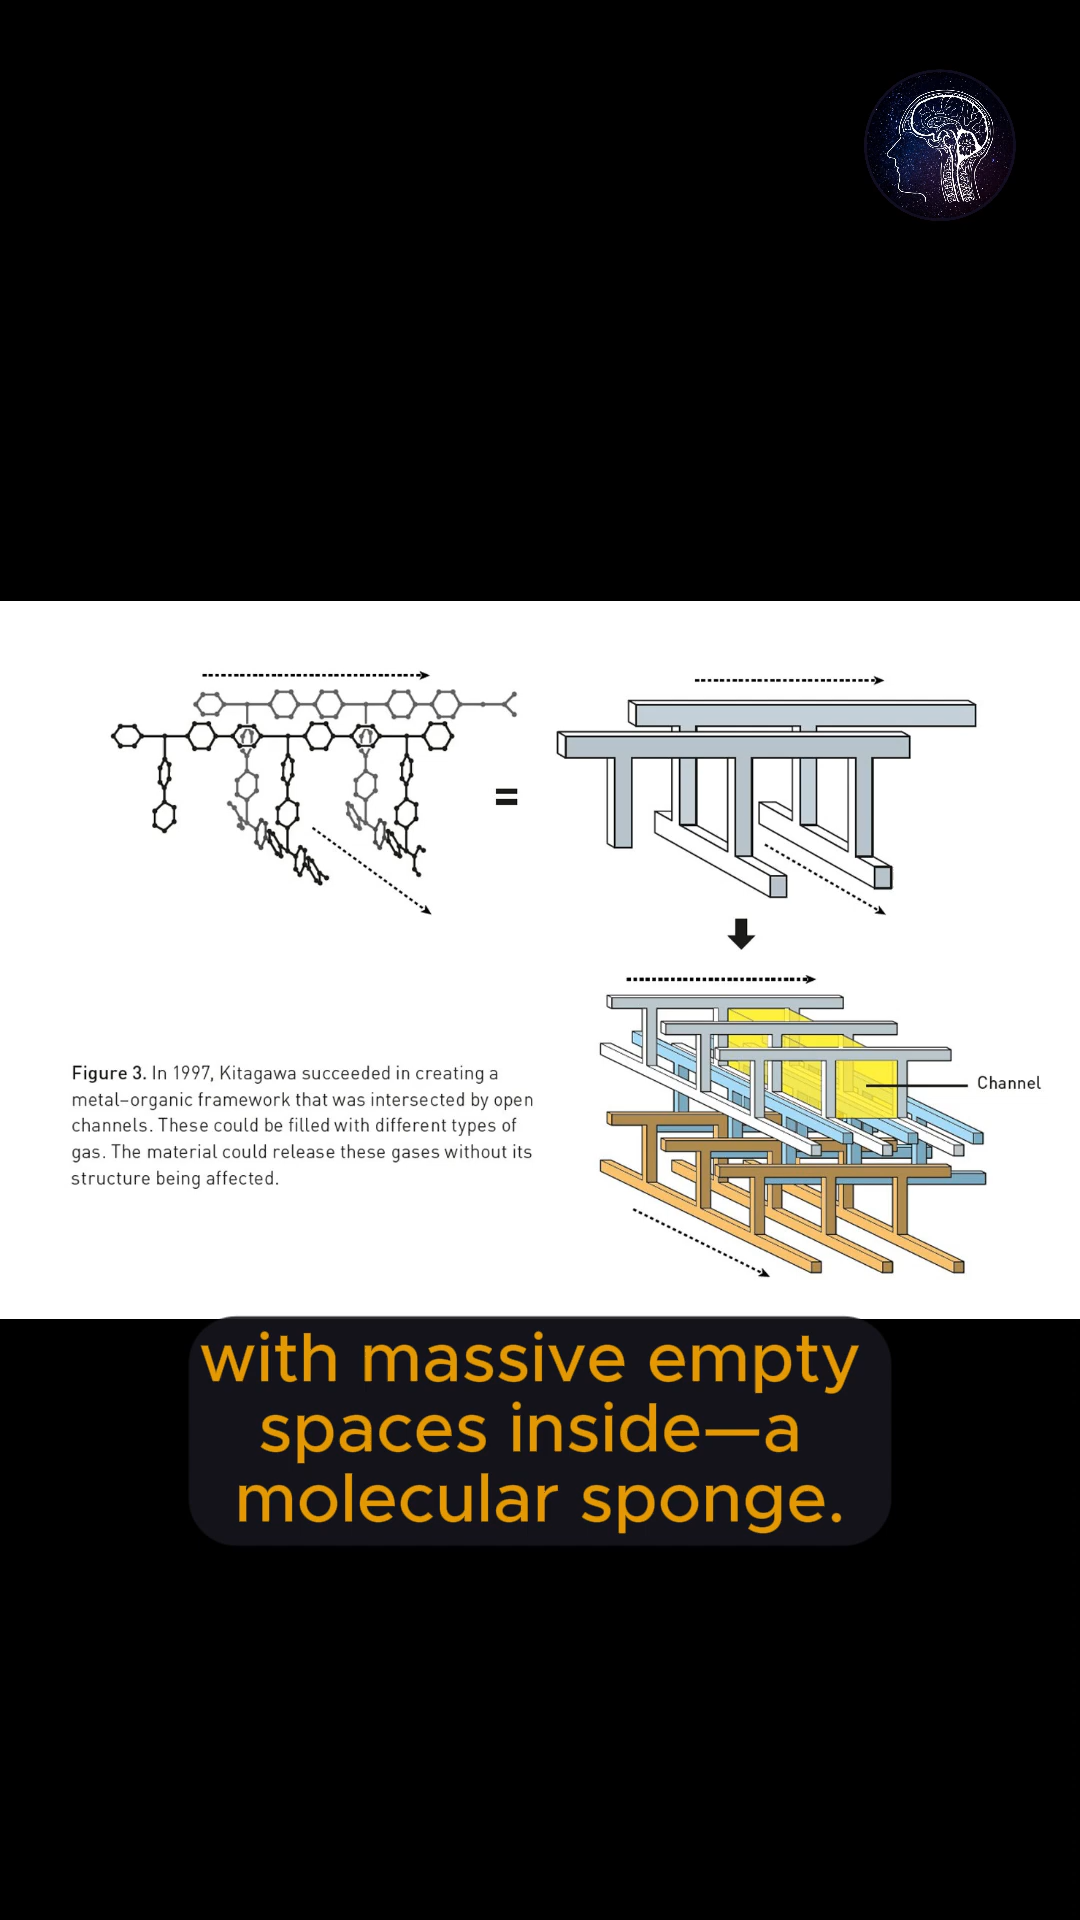 =
Channel
Figure 3. In 1997, Kitagawa succeeded in creating a
metal–organic framework that was intersected by open
channels. These could be filled with different types of
gas. The material could release these gases without its
structure being affected.
with massive empty
spaces inside—a
molecular sponge.